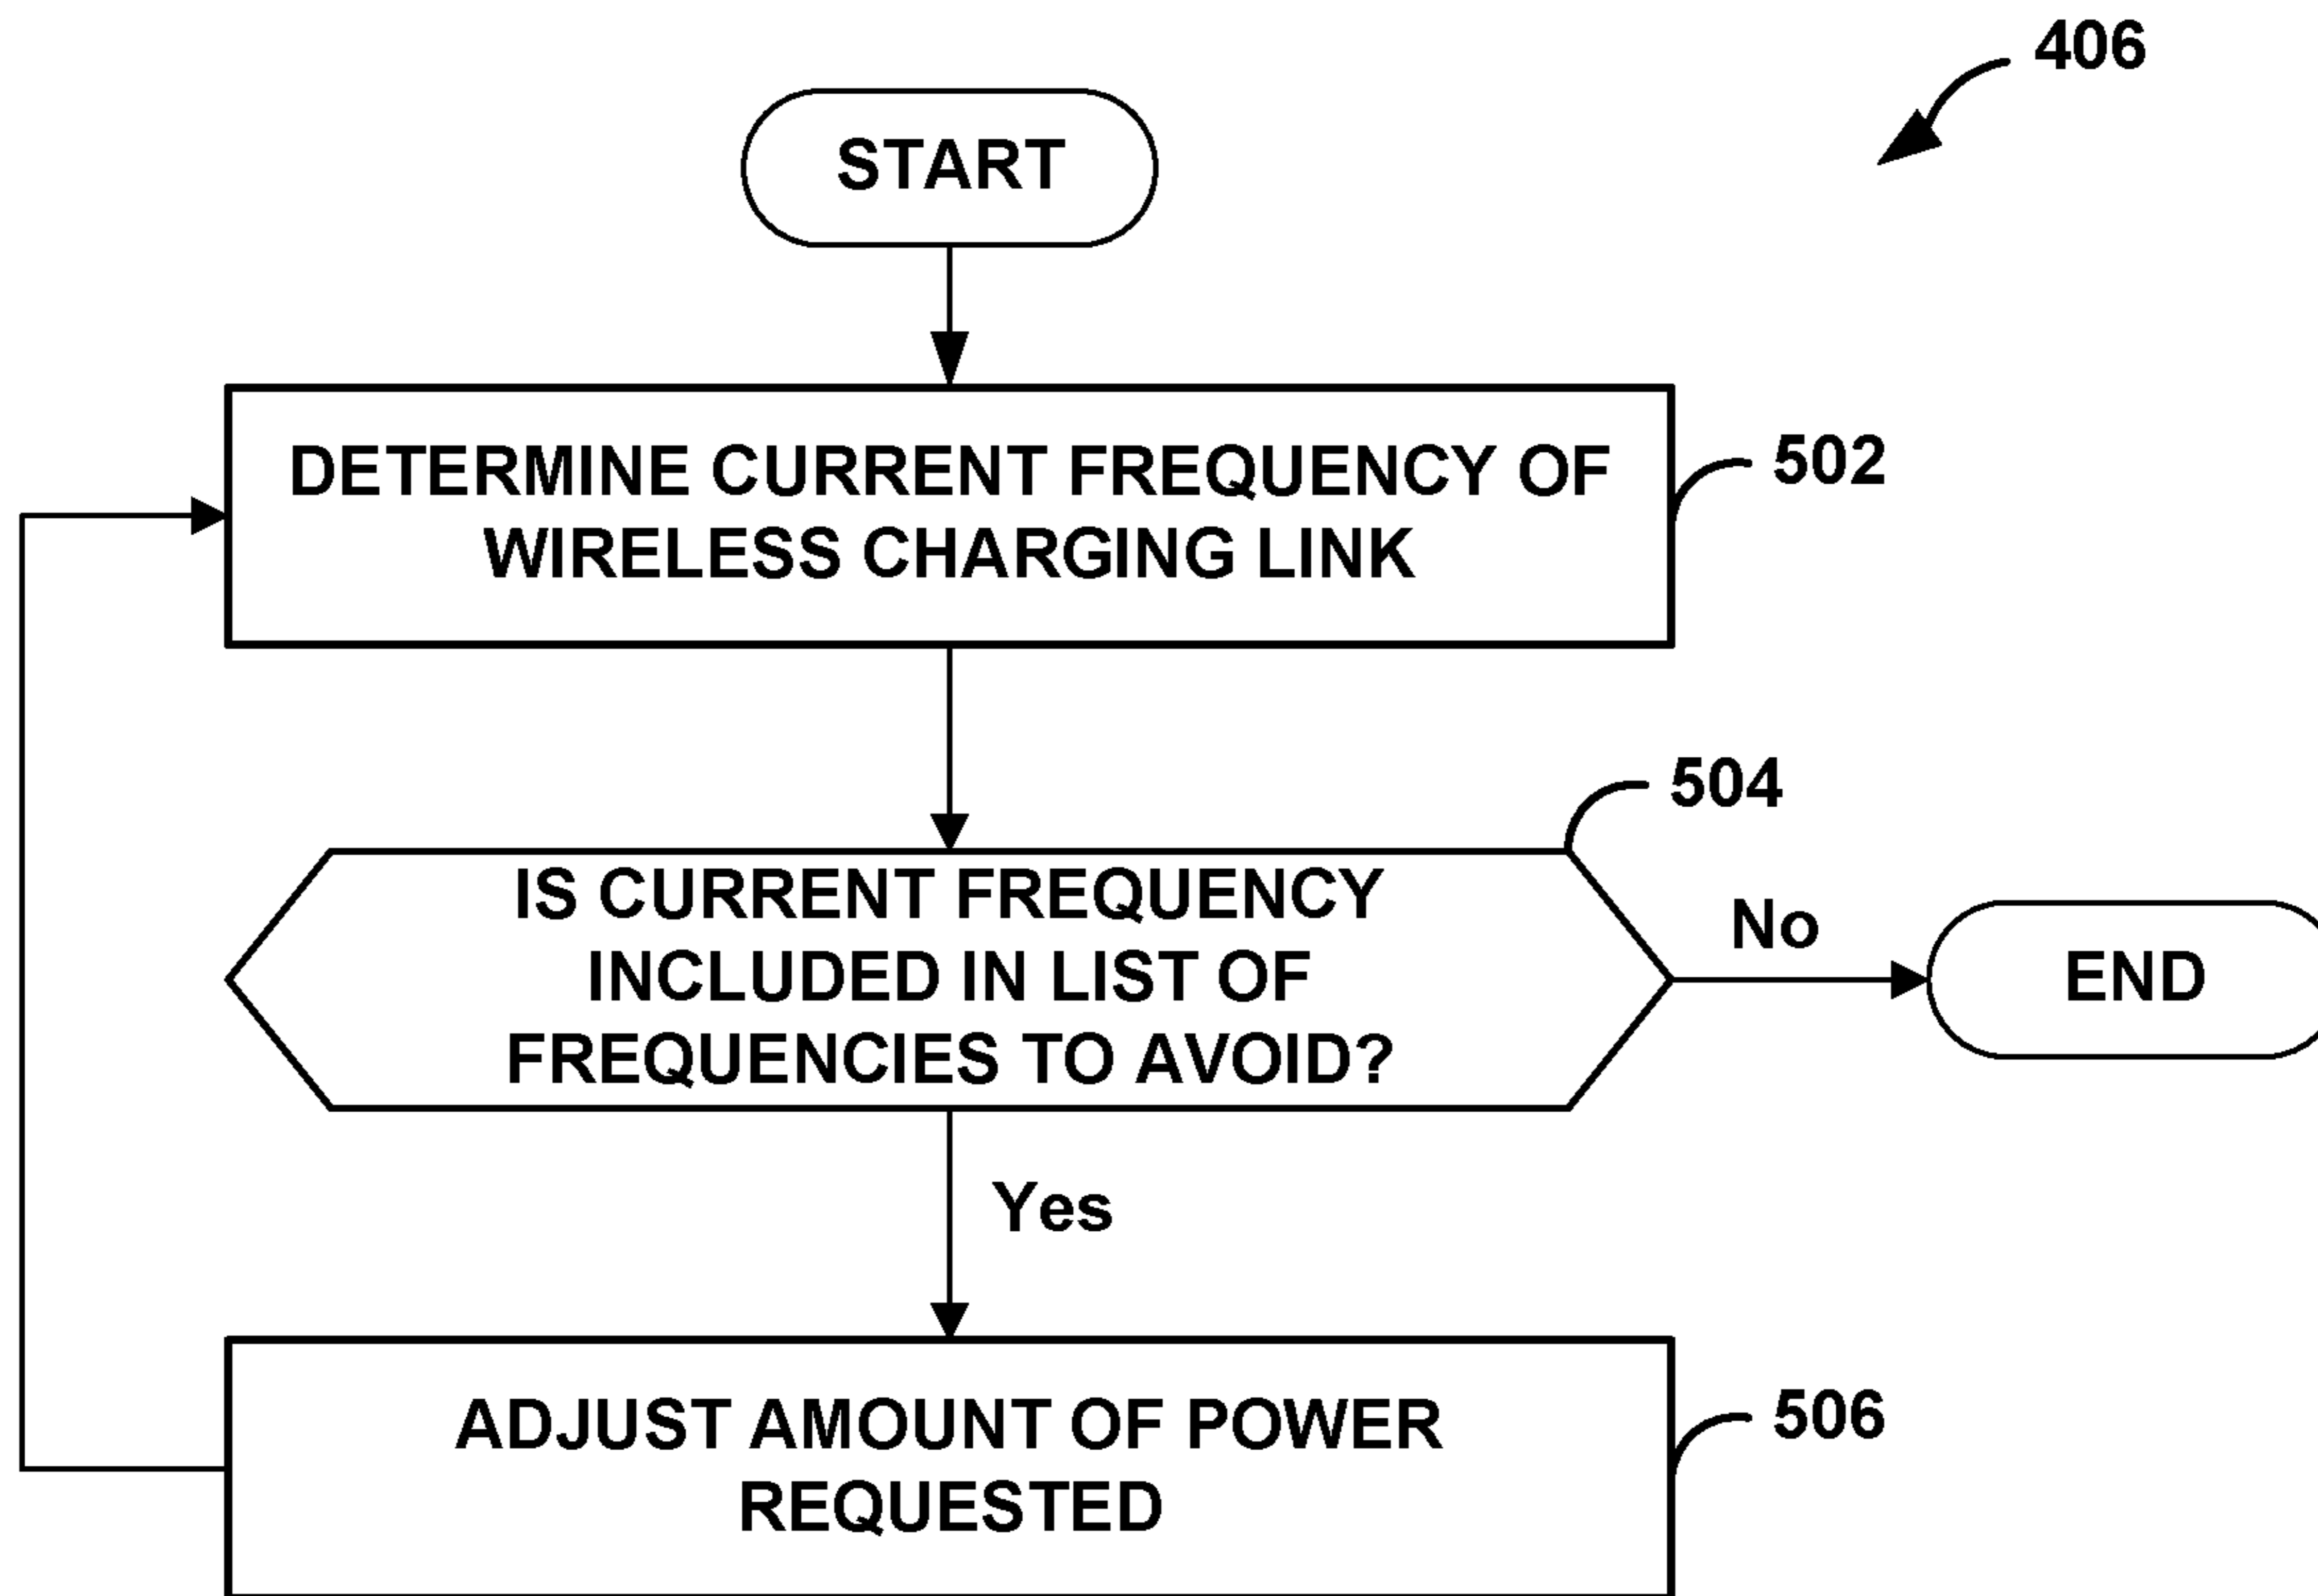 406
START
DETERMINE CURRENT FREQUENCY OF
WIRELESS CHARGING LINK
502
504
IS CURRENT FREQUENCY
INCLUDED IN LIST OF
FREQUENCIES TO AVOID?
No
END
Yes
ADJUST AMOUNT OF POWER
REQUESTED
506